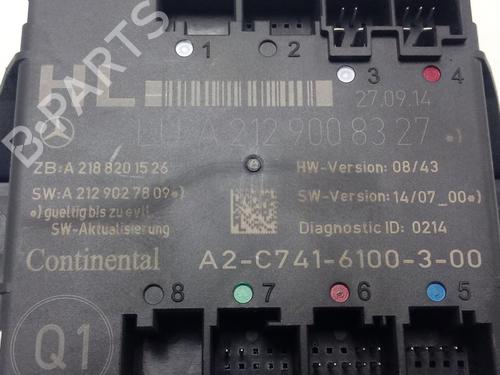 1
2
3
4
HL
27.09.14
LU A 212 900 83 27 *)
ZB:A 218 820 15 26
HW-Version: 08/43
SW:A 212 902 78 09*)
SW-Version: 14/07_00*)
*) gueltig bis zu evtl.
SW-Aktualisierung
Diagnostic ID: 0214
Continental
A2-C741-6100-3-00
8
7
6
5
Q1
B-PARTS